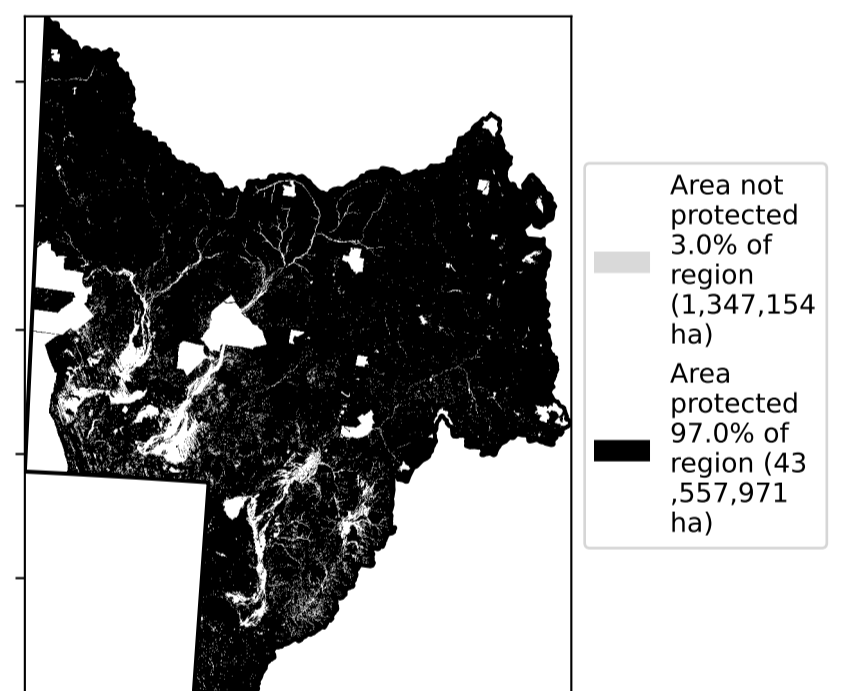 Area not
protected
3.0% of
region
(1,347,154
ha)
Area
protected
97.0% of
region (43
,557,971
ha)